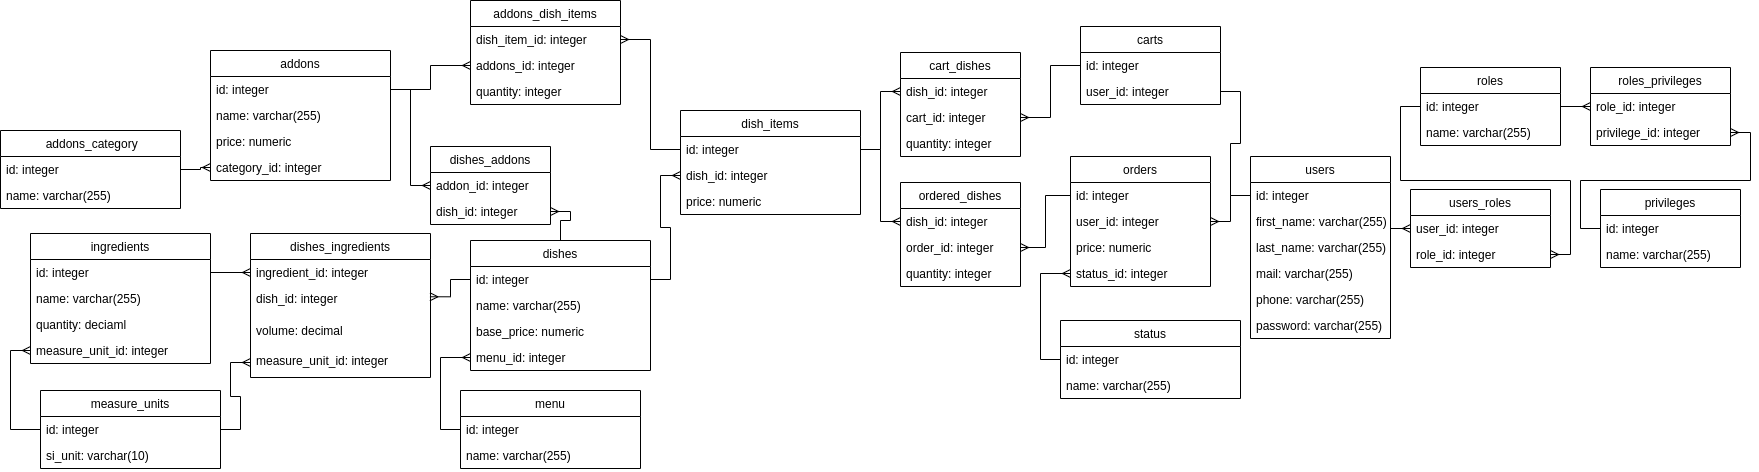 addons_dish_items
dish_item_id: integer
addons_id: integer
quantity: integer
addons
id: integer
name: varchar(255)
price: numeric
category_id: integer
addons_category
id: integer
name: varchar(255)
dishes_addons
addon_id: integer
dish_id: integer
ingredients
id: integer
name: varchar(255)
quantity: deciaml
measure_unit_id: integer
dishes_ingredients
ingredient_id: integer
dish_id: integer
volume: decimal
measure_unit_id: integer
measure_units
id: integer
si_unit: varchar(10)
dishes
id: integer
name: varchar(255)
base_price: numeric
menu_id: integer
menu
id: integer
name: varchar(255)
dish_items
id: integer
dish_id: integer
price: numeric
cart_dishes
dish_id: integer
cart_id: integer
quantity: integer
ordered_dishes
dish_id: integer
order_id: integer
quantity: integer
carts
id: integer
user_id: integer
orders
id: integer
user_id: integer
price: numeric
status_id: integer
status
id: integer
name: varchar(255)
users
id: integer
first_name: varchar(255)
last_name: varchar(255)
mail: varchar(255)
phone: varchar(255)
password: varchar(255)
roles
id: integer
name: varchar(255)
roles_privileges
role_id: integer
privilege_id: integer
users_roles
user_id: integer
role_id: integer
privileges
id: integer
name: varchar(255)